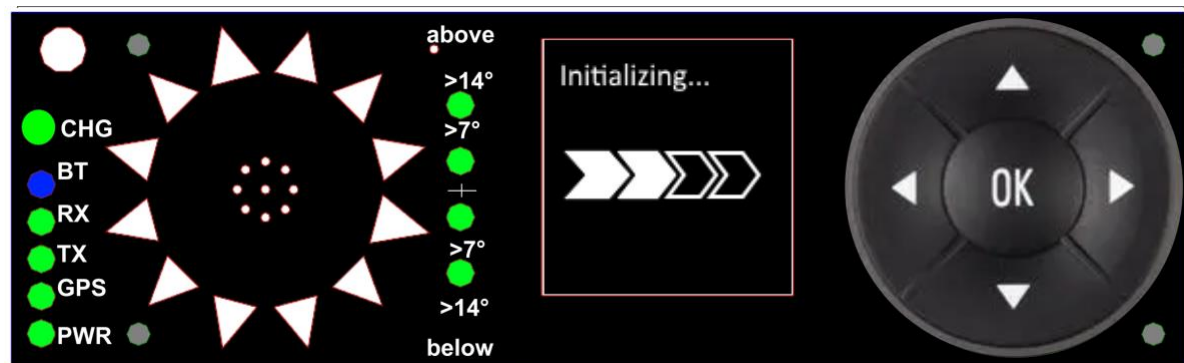 CHG
BT
RX
TX
GPS
PWR
above
>14°
>7°
>7°
>14°
below
Initializing...
OK